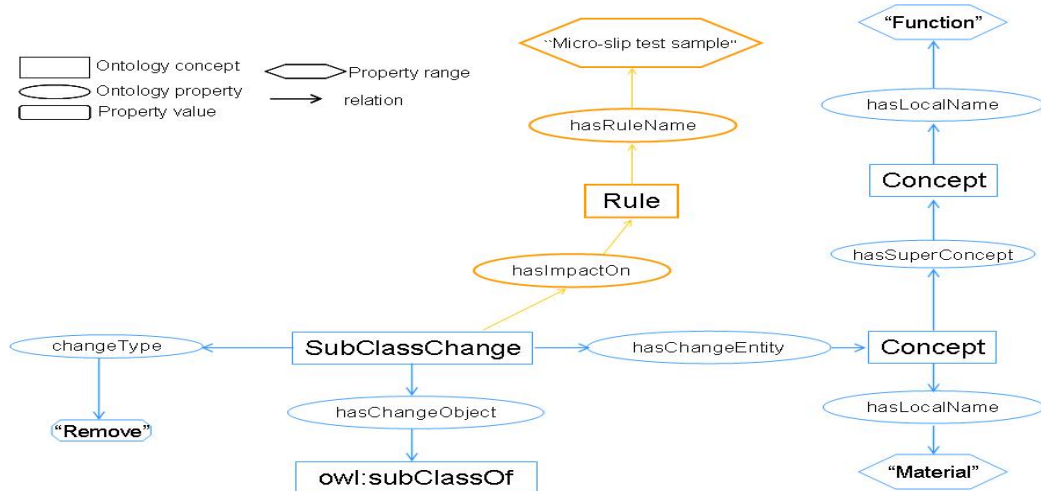 “Function”
``Micro-slip test sample"
Ontology concept
Property range
Ontology property
relation
Property value
hasLocalName
hasRuleName
Concept
Rule
hasSuperConcept
hasImpactOn
changeType
SubClassChange
hasChangeEntity
Concept
hasChangeObject
hasLocalName
“Remove”
owl:subClassOf
“Material”